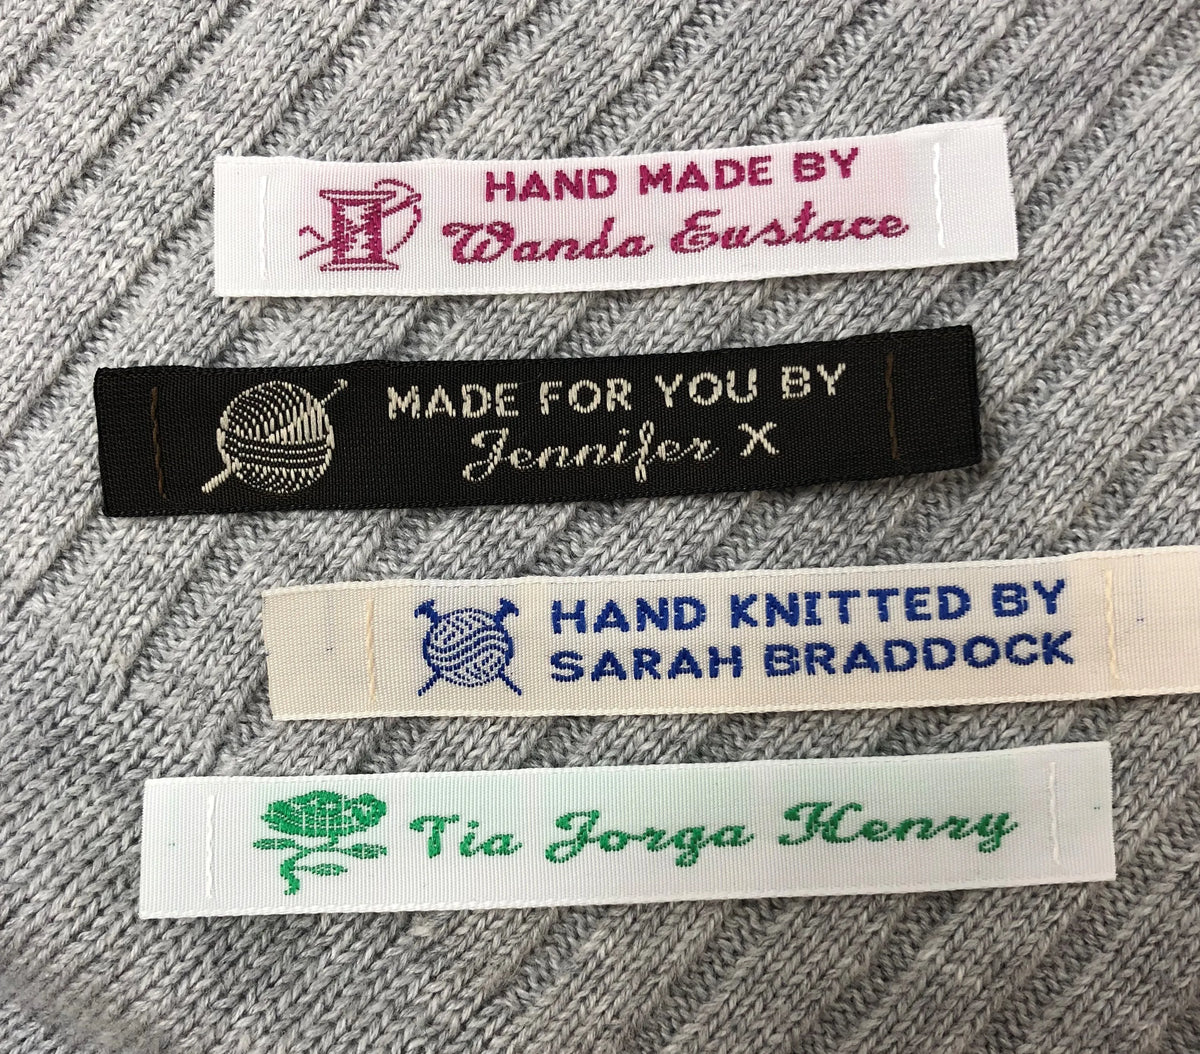 HAND MADE BY
Wanda Eustace
MADE FOR YOU BY
Jennifer X
HAND KNITTED BY
SARAH BRADDOCK
Tia Jorga Henry